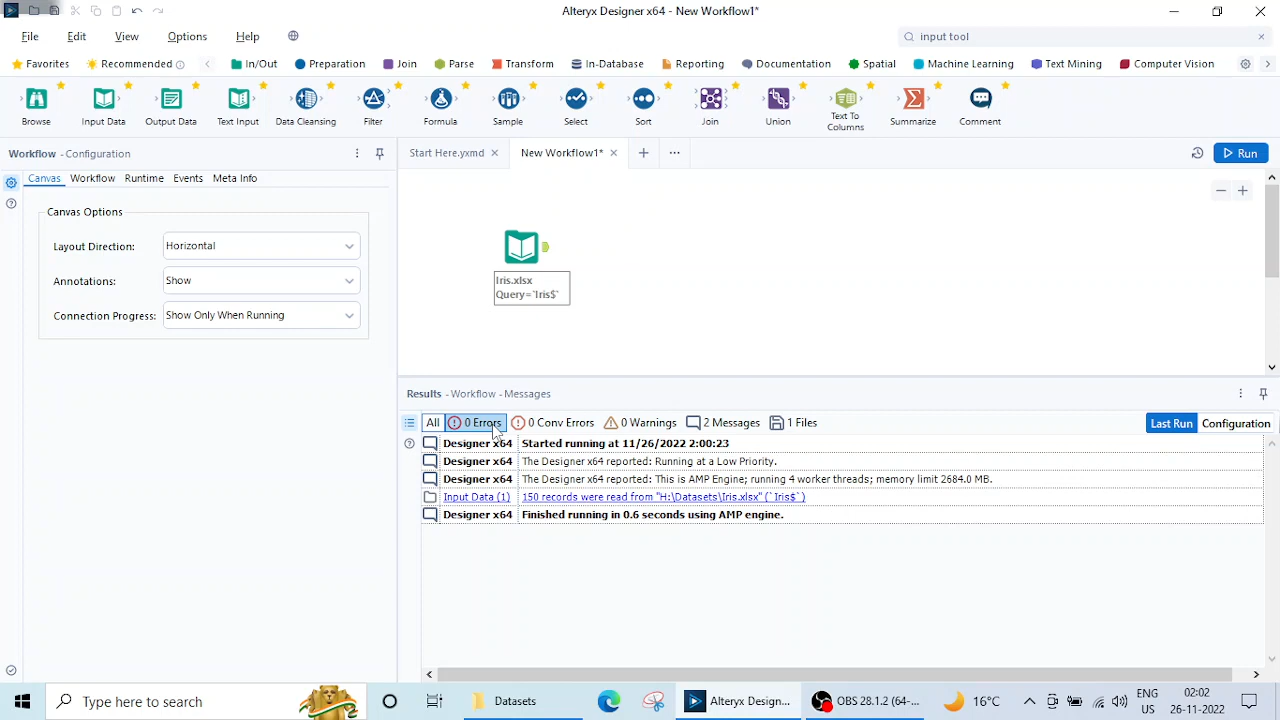 Alteryx Designer x64 - New Workflow1*
File Edit View Options Help
input tool
Favorites Recommended In/Out Preparation Join Parse Transform In-Database Reporting Documentation Spatial Machine Learning Text Mining Computer Vision
Browse Input Data Output Data Text Input Data Cleansing Filter Formula Sample Select Sort Join Union Text To Columns Summarize Comment
Workflow - Configuration
Start Here.yxmd New Workflow1* Run
Canvas Workflow Runtime Events Meta Info
Canvas Options
Layout Direction: Horizontal
Annotations: Show
Connection Progress: Show Only When Running
Iris.xlsx
Query=`Iris$`
Results - Workflow - Messages
All 0 Errors 0 Conv Errors 0 Warnings 2 Messages 1 Files Last Run Configuration
Designer x64 Started running at 11/26/2022 2:00:23
Designer x64 The Designer x64 reported: Running at a Low Priority.
Designer x64 The Designer x64 reported: This is AMP Engine; running 4 worker threads; memory limit 2684.0 MB.
Input Data (1) 150 records were read from "H:\Datasets\Iris.xlsx" (`Iris$`)
Designer x64 Finished running in 0.6 seconds using AMP engine.
Type here to search
Datasets
Alteryx Design...
OBS 28.1.2 (64-...
16°C
ENG
US
02:02
26-11-2022